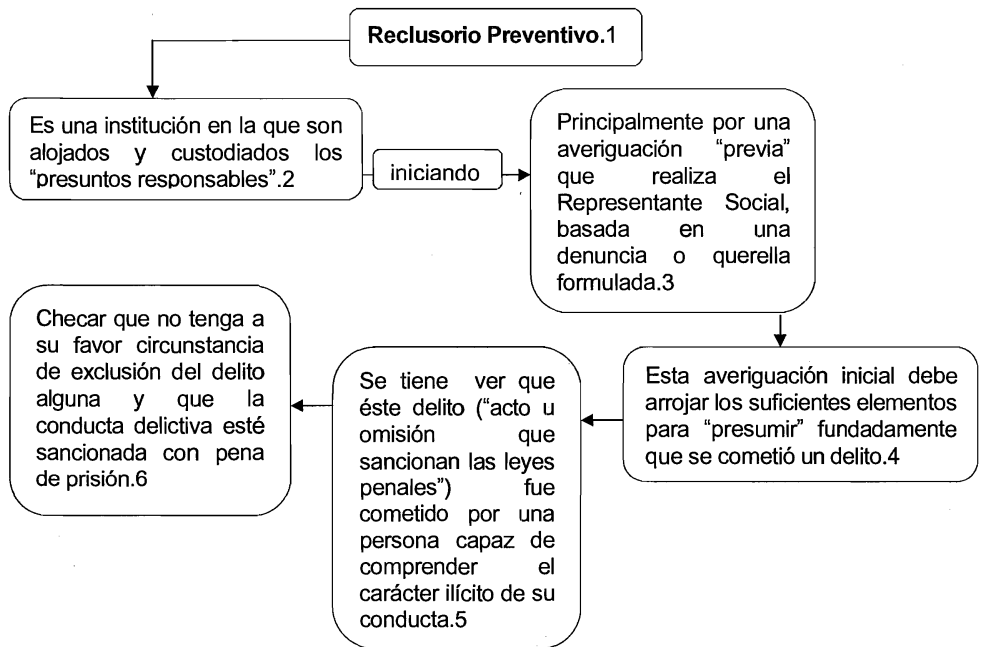 Reclusorio Preventivo.1
Es una institución en la que son
alojados y custodiados los
“presuntos responsables”.2
iniciando
Principalmente por una
averiguación “previa”
que realiza el
Representante Social,
basada en una
denuncia o querella
formulada.3
Esta averiguación inicial debe
arrojar los suficientes elementos
para “presumir” fundadamente
que se cometió un delito.4
Se tiene ver que
éste delito (“acto u
omisión que
sancionan las leyes
penales”) fue
cometido por una
persona capaz de
comprender el
carácter ilícito de su
conducta.5
Checar que no tenga a
su favor circunstancia
de exclusión del delito
alguna y que la
conducta delictiva esté
sancionada con pena
de prisión.6